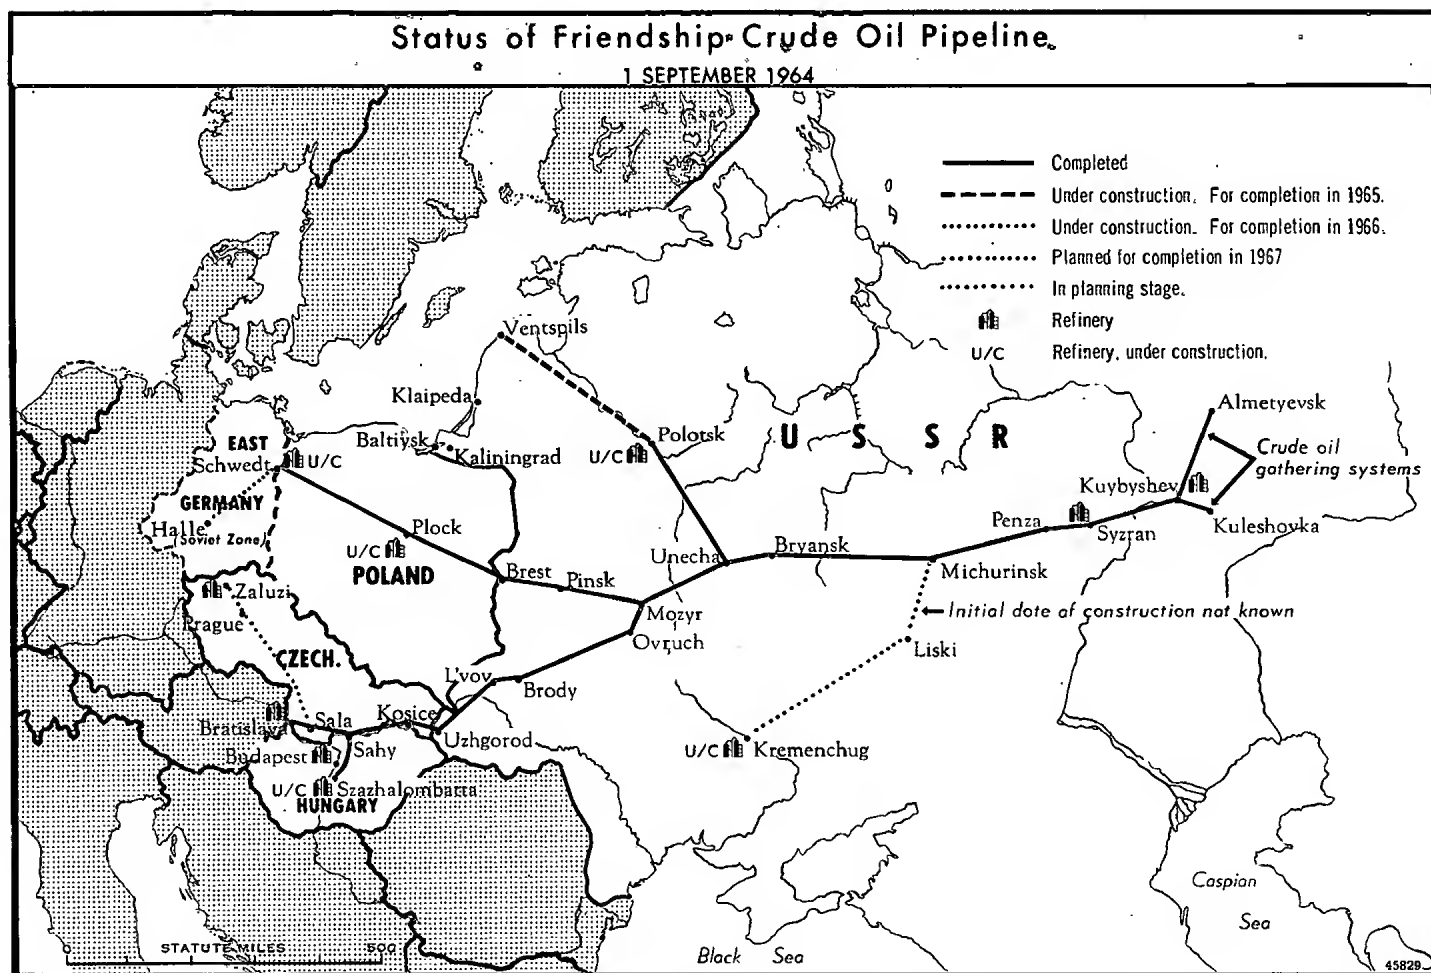 Status of Friendship Crude Oil Pipeline
1 SEPTEMBER 1964
Completed
Under construction. For completion in 1965.
Under construction. For completion in 1966.
Planned for completion in 1967
In planning stage.
Refinery
U/C Refinery, under construction.
Ventspils
Klaipeda
Baltiysk
Kaliningrad
Polotsk
U/C
U S S R
Almetyevsk
Crude oil
gathering systems
Kuybyshev
Kuleshovka
Syzran
Penza
EAST
Schwedt
U/C
GERMANY
Halle
(Soviet Zone)
Plock
U/C
POLAND
Brest
Pinsk
Unecha
Bryansk
Michurinsk
Mozyr
Ovruch
Initial date of construction not known
Liski
Zaluzi
Prague
CZECH.
L'vov
Brody
Bratislava
Sala
Kosice
Uzhgorod
Sahy
Budapest
U/C
Szazhalombatta
HUNGARY
U/C
Kremenchug
Caspian
Sea
Black Sea
0 STATUTE MILES 500
45829